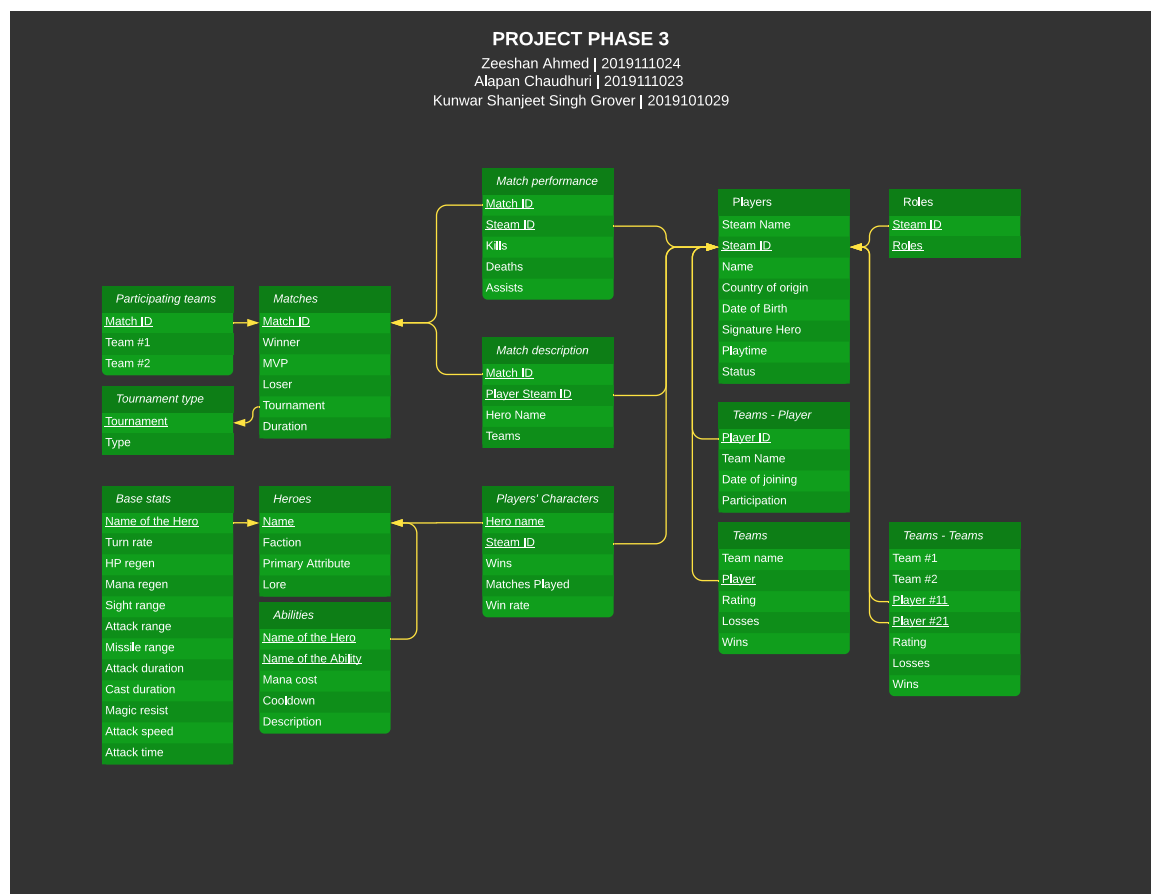 PROJECT PHASE 3
Zeeshan Ahmed | 2019111024
Alapan Chaudhuri | 2019111023
Kunwar Shanjeet Singh Grover | 2019101029
Match performance
Match ID
Steam ID
Kills
Deaths
Assists
Players
Steam Name
Steam ID
Name
Country of origin
Date of Birth
Signature Hero
Playtime
Status
Roles
Steam ID
Roles
Participating teams
Match ID
Team #1
Team #2
Matches
Match ID
Winner
MVP
Loser
Tournament
Duration
Match description
Match ID
Player Steam ID
Hero Name
Teams
Tournament type
Tournament
Type
Teams - Player
Player ID
Team Name
Date of joining
Participation
Base stats
Name of the Hero
Turn rate
HP regen
Mana regen
Sight range
Attack range
Missile range
Attack duration
Cast duration
Magic resist
Attack speed
Attack time
Heroes
Name
Faction
Primary Attribute
Lore
Abilities
Name of the Hero
Name of the Ability
Mana cost
Cooldown
Description
Players' Characters
Hero name
Steam ID
Wins
Matches Played
Win rate
Teams
Team name
Player
Rating
Losses
Wins
Teams - Teams
Team #1
Team #2
Player #11
Player #21
Rating
Losses
Wins